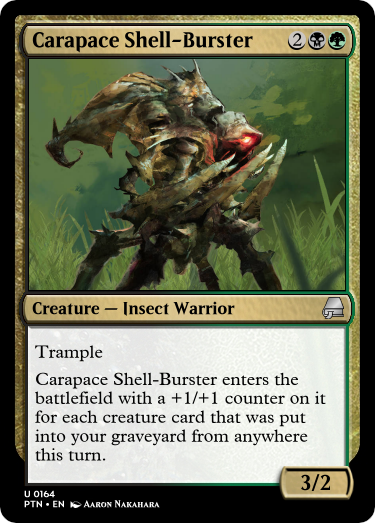 Carapace Shell-Burster 2
Creature — Insect Warrior
Trample
Carapace Shell-Burster enters the
battlefield with a +1/+1 counter on it
for each creature card that was put
into your graveyard from anywhere
this turn.
3/2
U 0164
PTN • EN Aaron Nakahara